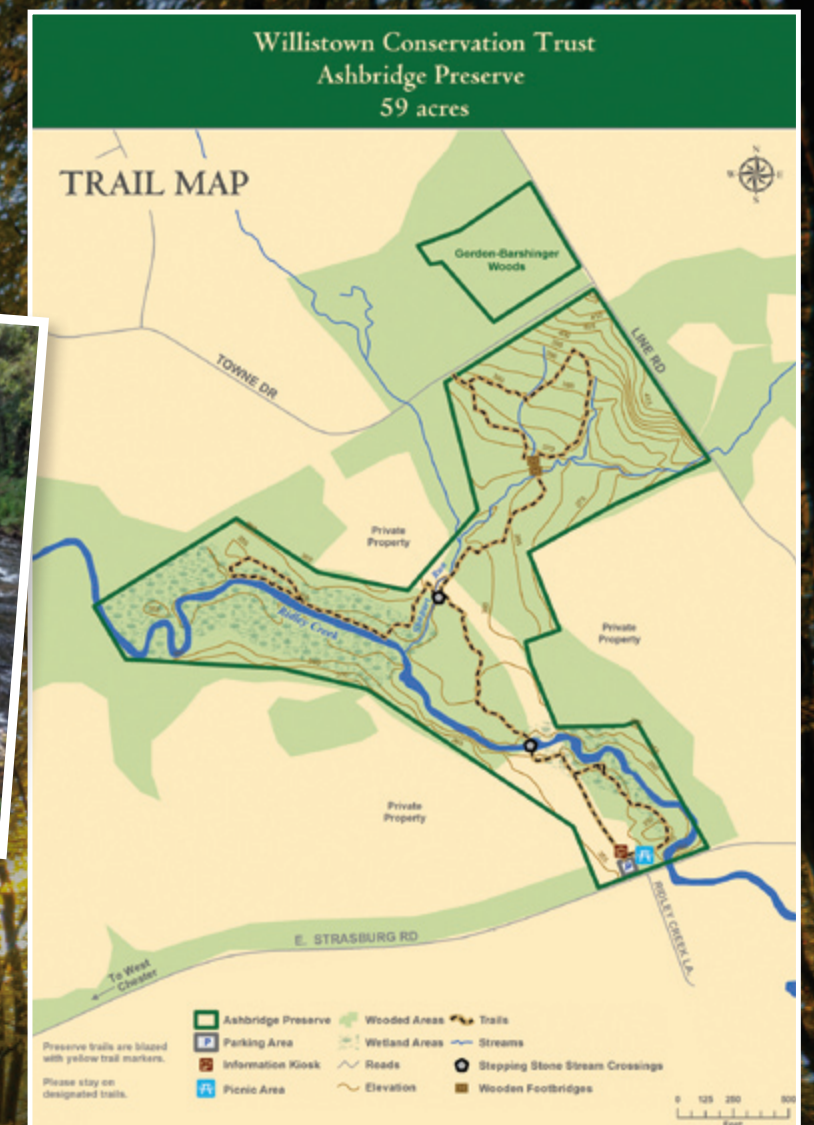 Willistown Conservation Trust
Ashbridge Preserve
59 acres
TRAIL MAP
N
W
E
S
Gorden-Barshinger
Woods
LINE RD
TOWNE DR
Private
Property
Run
Ridley Creek
Private
Property
Private
Property
P
RIDLEY CREEK LA.
E. STRASBURG RD
To West
Chester
Preserve trails are blazed
with yellow trail markers.
Please stay on
designated trails.
Ashbridge Preserve
Parking Area
Information Kiosk
Picnic Area
Wooded Areas
Wetland Areas
Roads
Elevation
Trails
Streams
Stepping Stone Stream Crossings
Wooden Footbridges
0 125 250 500
Feet